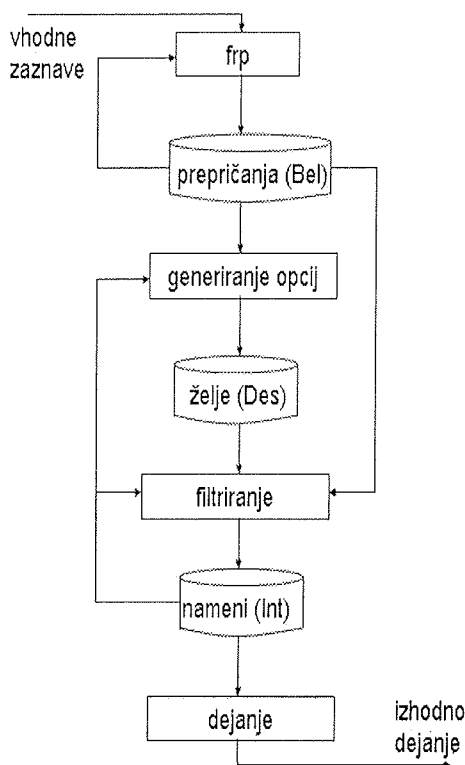 vhodne
zaznave
frp
prepričanja (Bel)
generiranje opcij
želje (Des)
filtriranje
nameni (Int)
dejanje
izhodno
dejanje